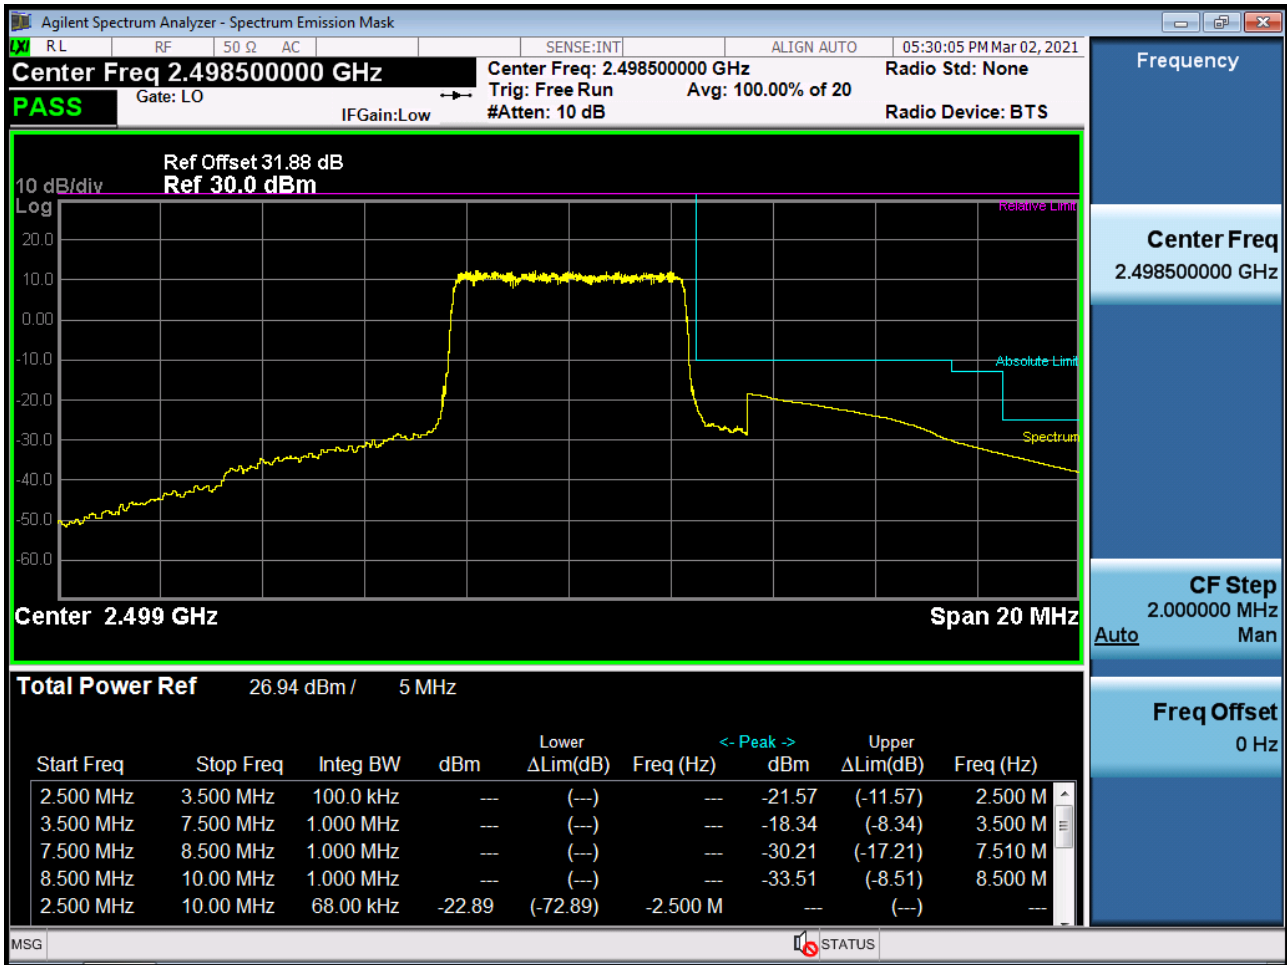 Agilent Spectrum Analyzer - Spectrum Emission Mask
LXI RL RF 50 Ω AC SENSE:INT ALIGN AUTO 05:30:05 PM Mar 02, 2021
Center Freq 2.498500000 GHz
Center Freq: 2.498500000 GHz
Radio Std: None
Gate: LO
Trig: Free Run
Avg: 100.00% of 20
PASS
IFGain:Low
#Atten: 10 dB
Radio Device: BTS
Ref Offset 31.88 dB
10 dB/div Ref 30.0 dBm
Log
Relative Limit
20.0
10.0
0.00
-10.0
Absolute Limit
-20.0
-30.0
Spectrum
-40.0
-50.0
-60.0
Center 2.499 GHz Span 20 MHz
Total Power Ref 26.94 dBm / 5 MHz
Lower <- Peak -> Upper
Start Freq Stop Freq Integ BW dBm ΔLim(dB) Freq (Hz) dBm ΔLim(dB) Freq (Hz)
2.500 MHz 3.500 MHz 100.0 kHz --- (---) --- -21.57 (-11.57) 2.500 M
3.500 MHz 7.500 MHz 1.000 MHz --- (---) --- -18.34 (-8.34) 3.500 M
7.500 MHz 8.500 MHz 1.000 MHz --- (---) --- -30.21 (-17.21) 7.510 M
8.500 MHz 10.00 MHz 1.000 MHz --- (---) --- -33.51 (-8.51) 8.500 M
2.500 MHz 10.00 MHz 68.00 kHz -22.89 (-72.89) -2.500 M --- (---) ---
MSG STATUS
Frequency
Center Freq
2.498500000 GHz
CF Step
2.000000 MHz
Auto Man
Freq Offset
0 Hz